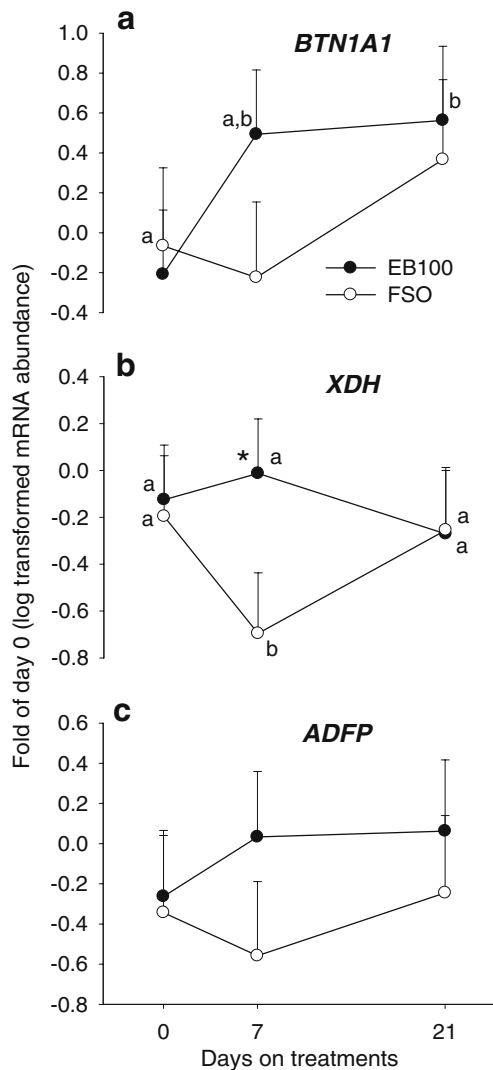 Fold of day 0 (log transformed mRNA abundance)
a
BTN1A1
1.0
0.8
0.6
0.4
0.2
0.0
-0.2
-0.4
a
a,b
b
EB100
FSO
b
XDH
0.4
0.2
0.0
-0.2
-0.4
-0.6
-0.8
a
a
* a
b
a
a
c
ADFP
0.6
0.4
0.2
0.0
-0.2
-0.4
-0.6
-0.8
0 7 21
Days on treatments